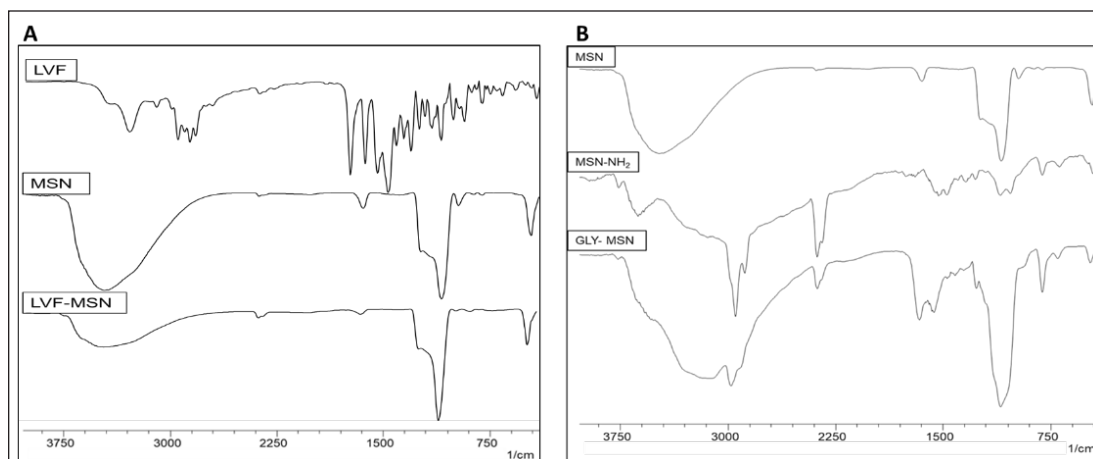 A
LVF
MSN
LVF-MSN
3750 3000 2250 1500 750
1/cm
B
MSN
MSN-NH₂
GLY- MSN
3750 3000 2250 1500 750
1/cm